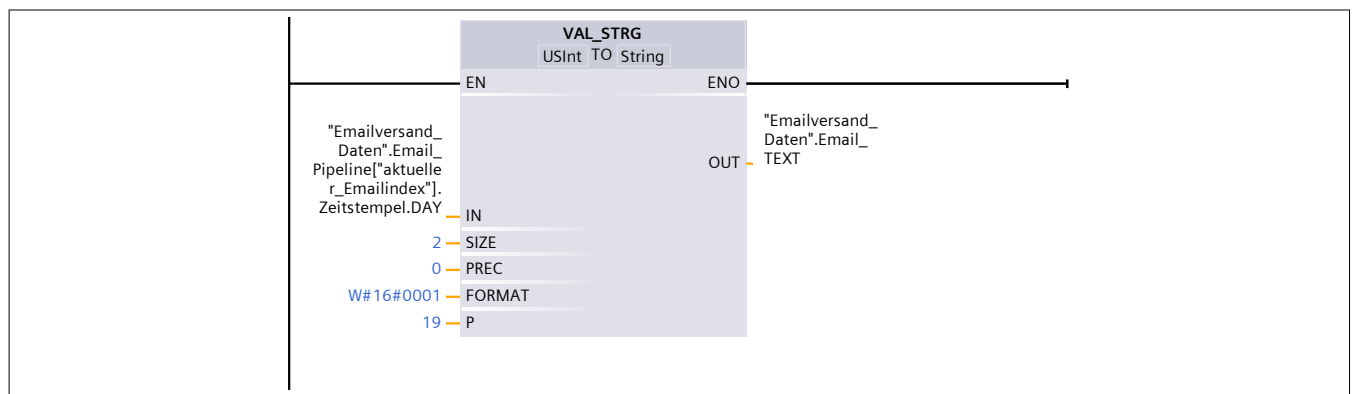 VAL_STRG
USInt TO String
EN ENO
"Emailversand_
Daten".Email_
Pipeline["aktuelle
r_Emailindex"].
Zeitstempel.DAY IN
"Emailversand_
Daten".Email_
OUT TEXT
2 SIZE
0 PREC
W#16#0001 FORMAT
19 P